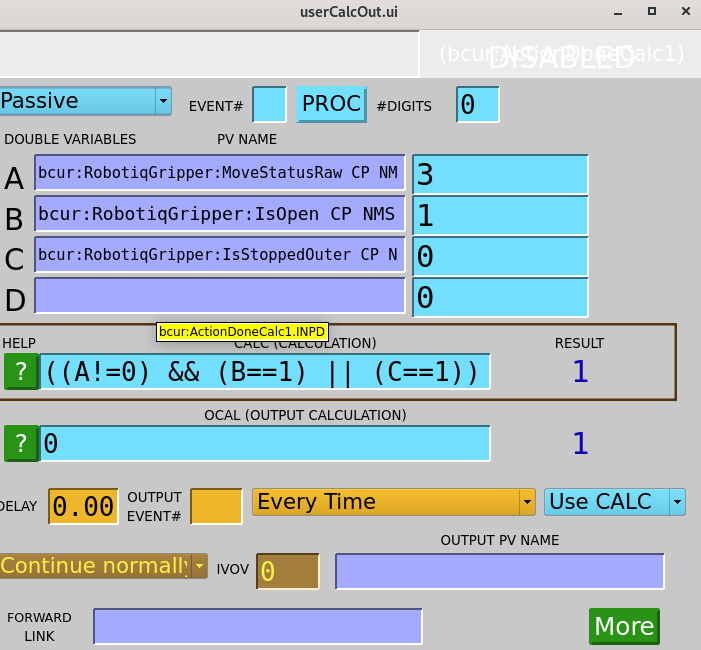 userCalcOut.ui
(bcur:ActionDoneCalc1)
DISABLED
Passive EVENT# PROC #DIGITS 0
DOUBLE VARIABLES PV NAME
A bcur:RobotiqGripper:MoveStatusRaw CP NM 3
B bcur:RobotiqGripper:IsOpen CP NMS 1
C bcur:RobotiqGripper:IsStoppedOuter CP N 0
D 0
bcur:ActionDoneCalc1.INPD
HELP CALC (CALCULATION) RESULT
? ((A!=0) && (B==1) || (C==1)) 1
OCAL (OUTPUT CALCULATION)
? 0 1
DELAY 0.00 OUTPUT EVENT# Every Time Use CALC
OUTPUT PV NAME
Continue normally IVOV 0
FORWARD LINK More